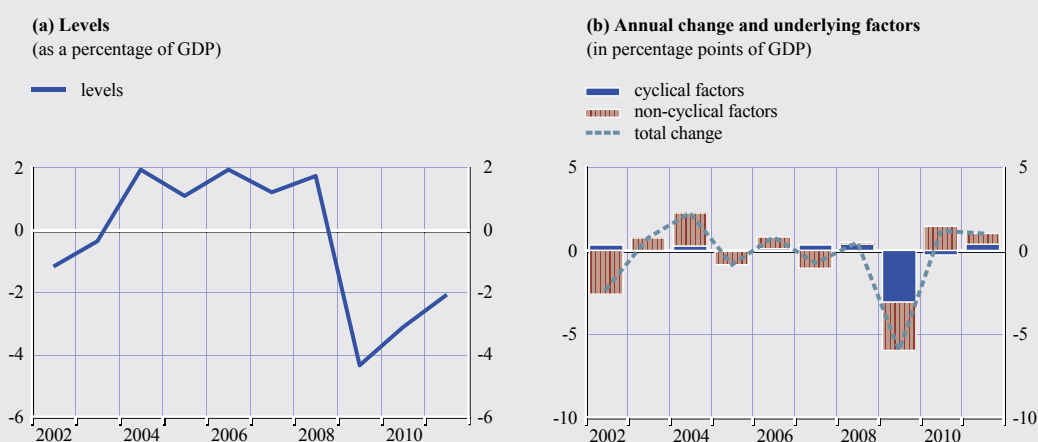 (a) Levels
(as a percentage of GDP)
levels
2
0
-2
-4
-6
2
0
-2
-4
-6
2002 2004 2006 2008 2010
(b) Annual change and underlying factors
(in percentage points of GDP)
cyclical factors
non-cyclical factors
total change
5
0
-5
-10
5
0
-5
-10
2002 2004 2006 2008 2010